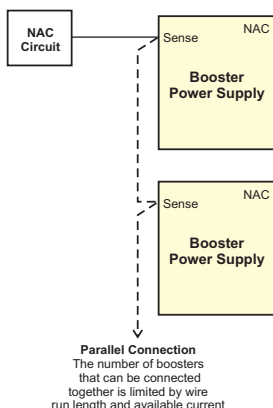 NAC
Circuit
Sense
NAC
Booster
Power Supply
Sense
NAC
Booster
Power Supply
Parallel Connection
The number of boosters
that can be connected
together is limited by wire
run length and available current